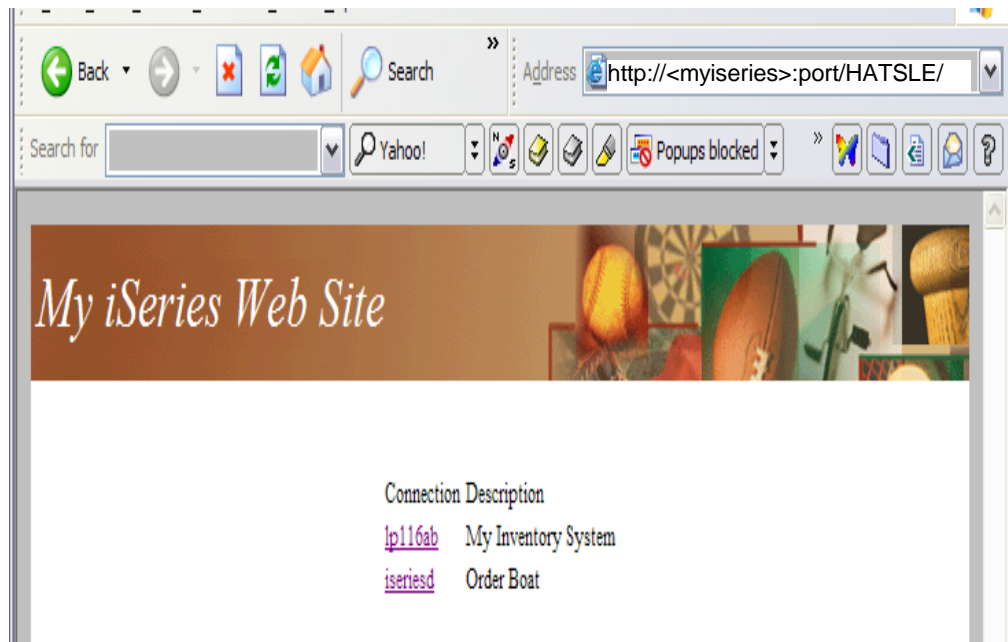 Back
Search
»
Address
http://<myiseries>:port/HATSLE/
Search for
Yahoo!
N
S
Popups blocked
»
?
My iSeries Web Site
Connection Description
lp116ab My Inventory System
iseriesd Order Boat